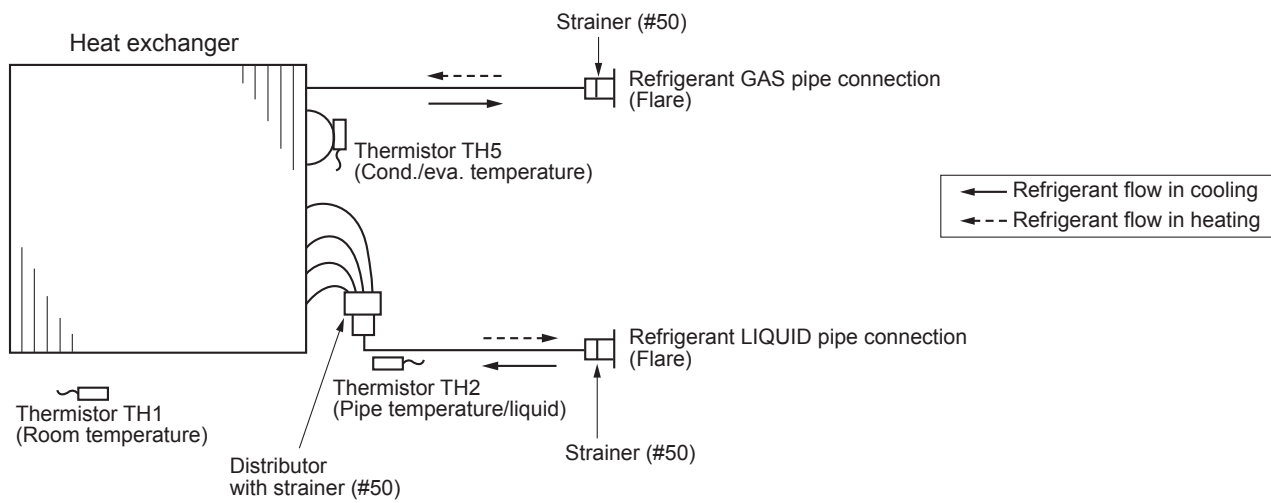 Strainer (#50)
Heat exchanger
Refrigerant GAS pipe connection
(Flare)
Thermistor TH5
(Cond./eva. temperature)
Refrigerant flow in cooling
Refrigerant flow in heating
Refrigerant LIQUID pipe connection
(Flare)
Thermistor TH2
(Pipe temperature/liquid)
Thermistor TH1
(Room temperature)
Strainer (#50)
Distributor
with strainer (#50)